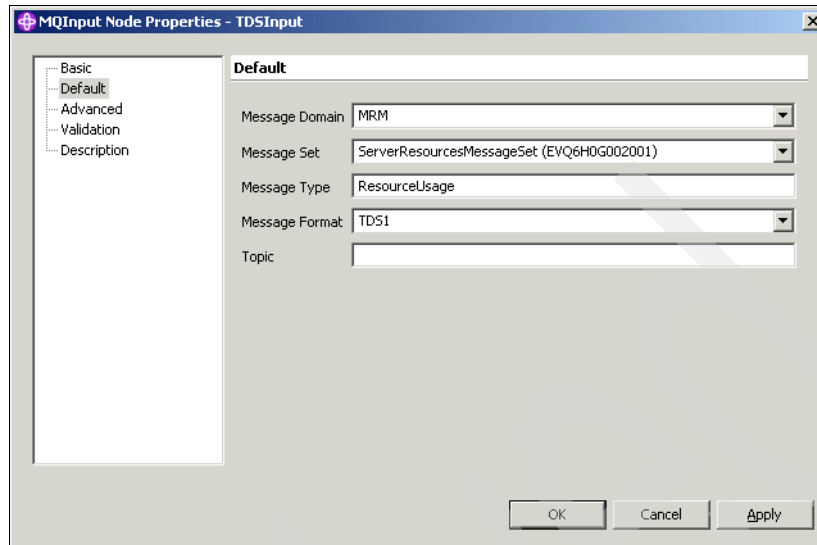 MQInput Node Properties - TDSInput
Basic
Default
Advanced
Validation
Description
Default
Message Domain MRM
Message Set ServerResourcesMessageSet (EVQ6H0G002001)
Message Type ResourceUsage
Message Format TDS1
Topic
OK Cancel Apply